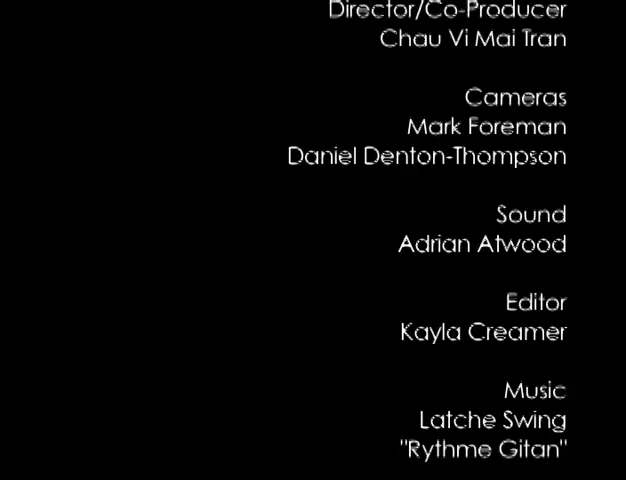 Director/Co-Producer
Chau Vi Mai Tran
Cameras
Mark Foreman
Daniel Denton-Thompson
Sound
Adrian Atwood
Editor
Kayla Creamer
Music
Latche Swing
"Rythme Gitan"